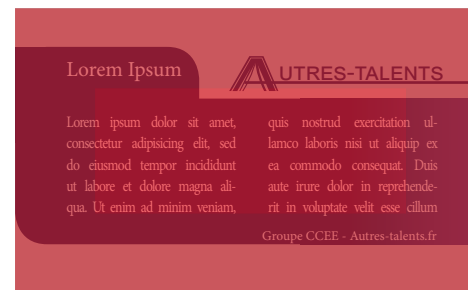 Lorem Ipsum
AUTRES-TALENTS
Lorem ipsum dolor sit amet,
consectetur adipisicing elit, sed
do eiusmod tempor incididunt
ut labore et dolore magna ali-
qua. Ut enim ad minim veniam,
quis nostrud exercitation ul-
lamco laboris nisi ut aliquip ex
ea commodo consequat. Duis
aute irure dolor in reprehende-
rit in voluptate velit esse cillum
Groupe CCEE - Autres-talents.fr